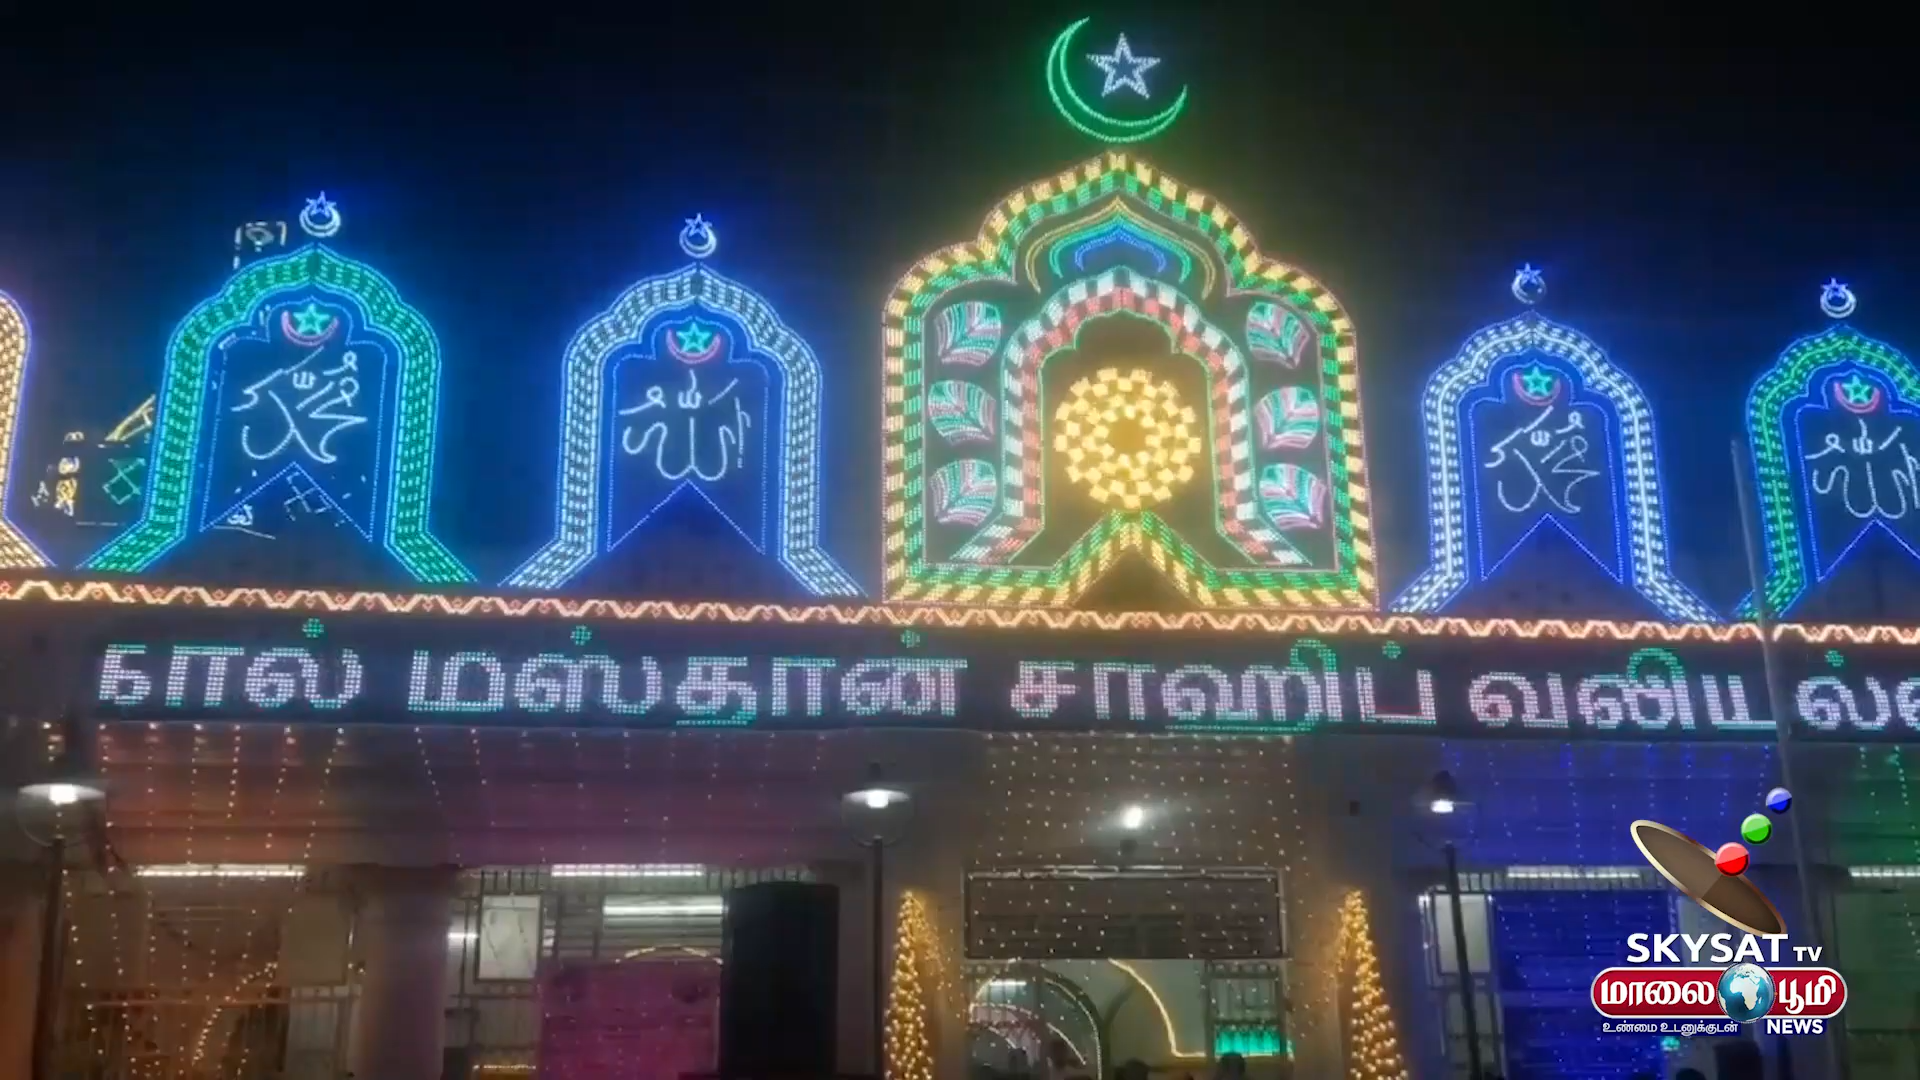 محمد
الله
محمد
الله
லால் மஸ்தான் சாஹிப் வலியுல்ல
SKYSAT TV
மாலை பூமி
உண்மை உடனுக்குடன் NEWS